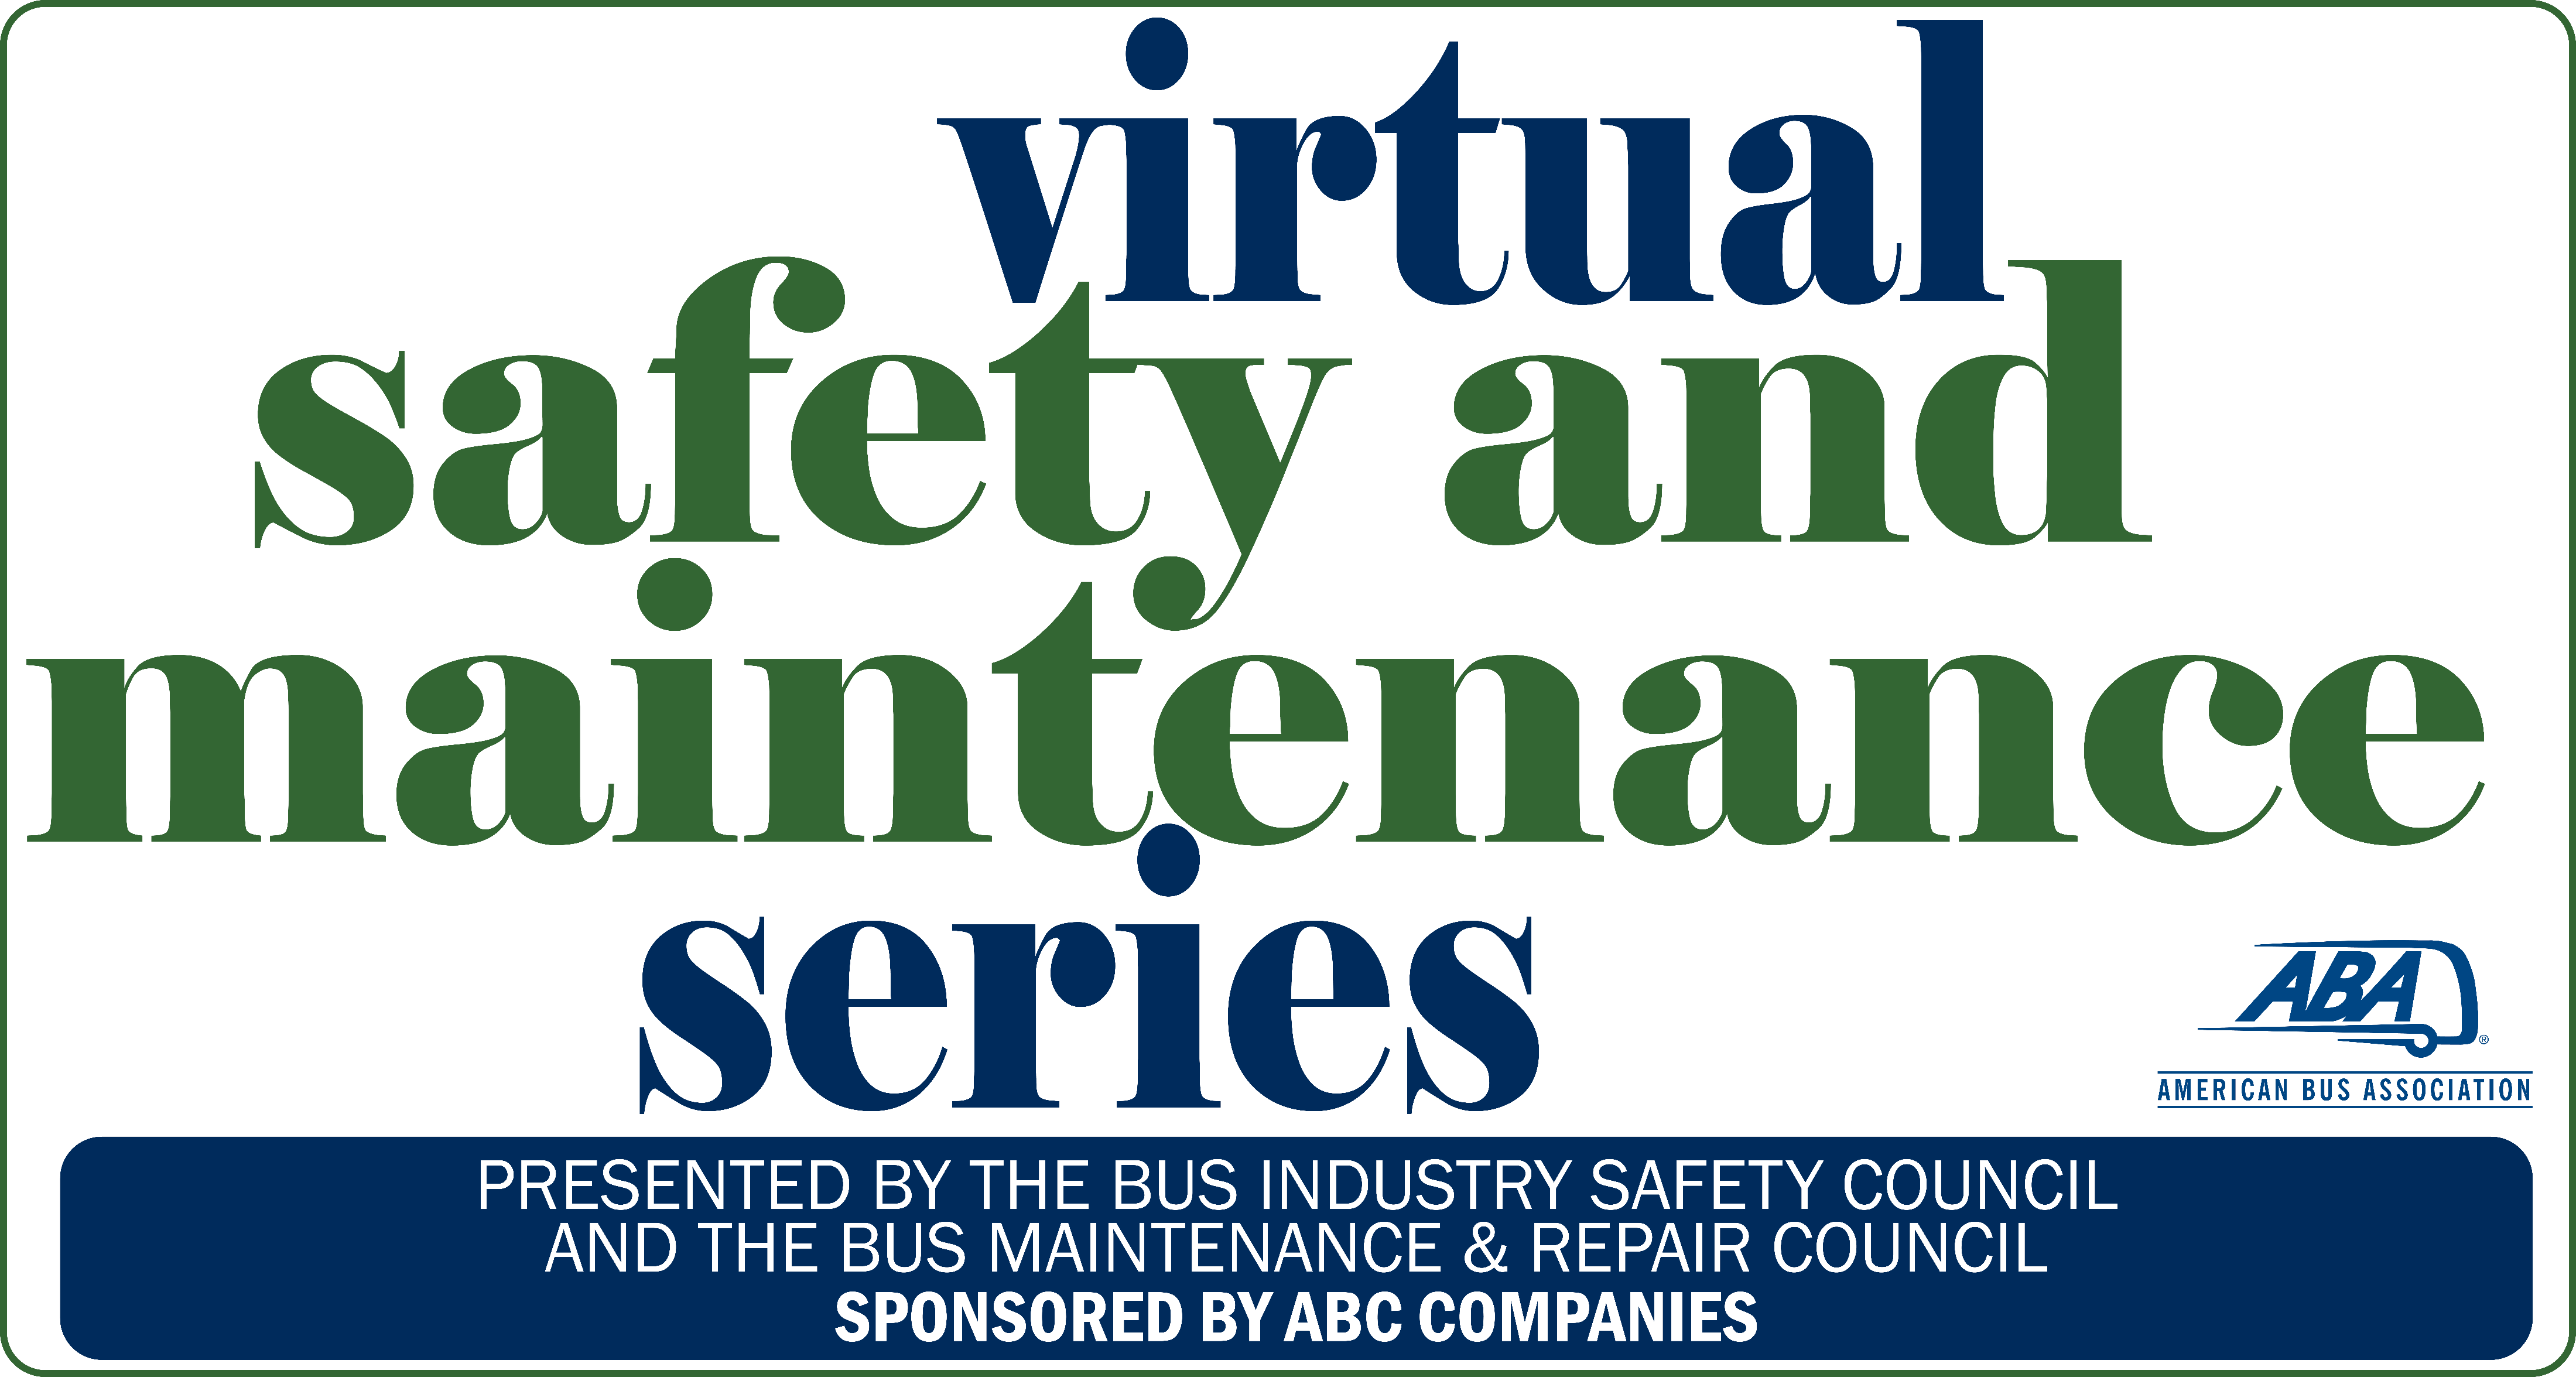 virtual
safety and
maintenance
series
ABA
®
AMERICAN BUS ASSOCIATION
PRESENTED BY THE BUS INDUSTRY SAFETY COUNCIL
AND THE BUS MAINTENANCE & REPAIR COUNCIL
SPONSORED BY ABC COMPANIES